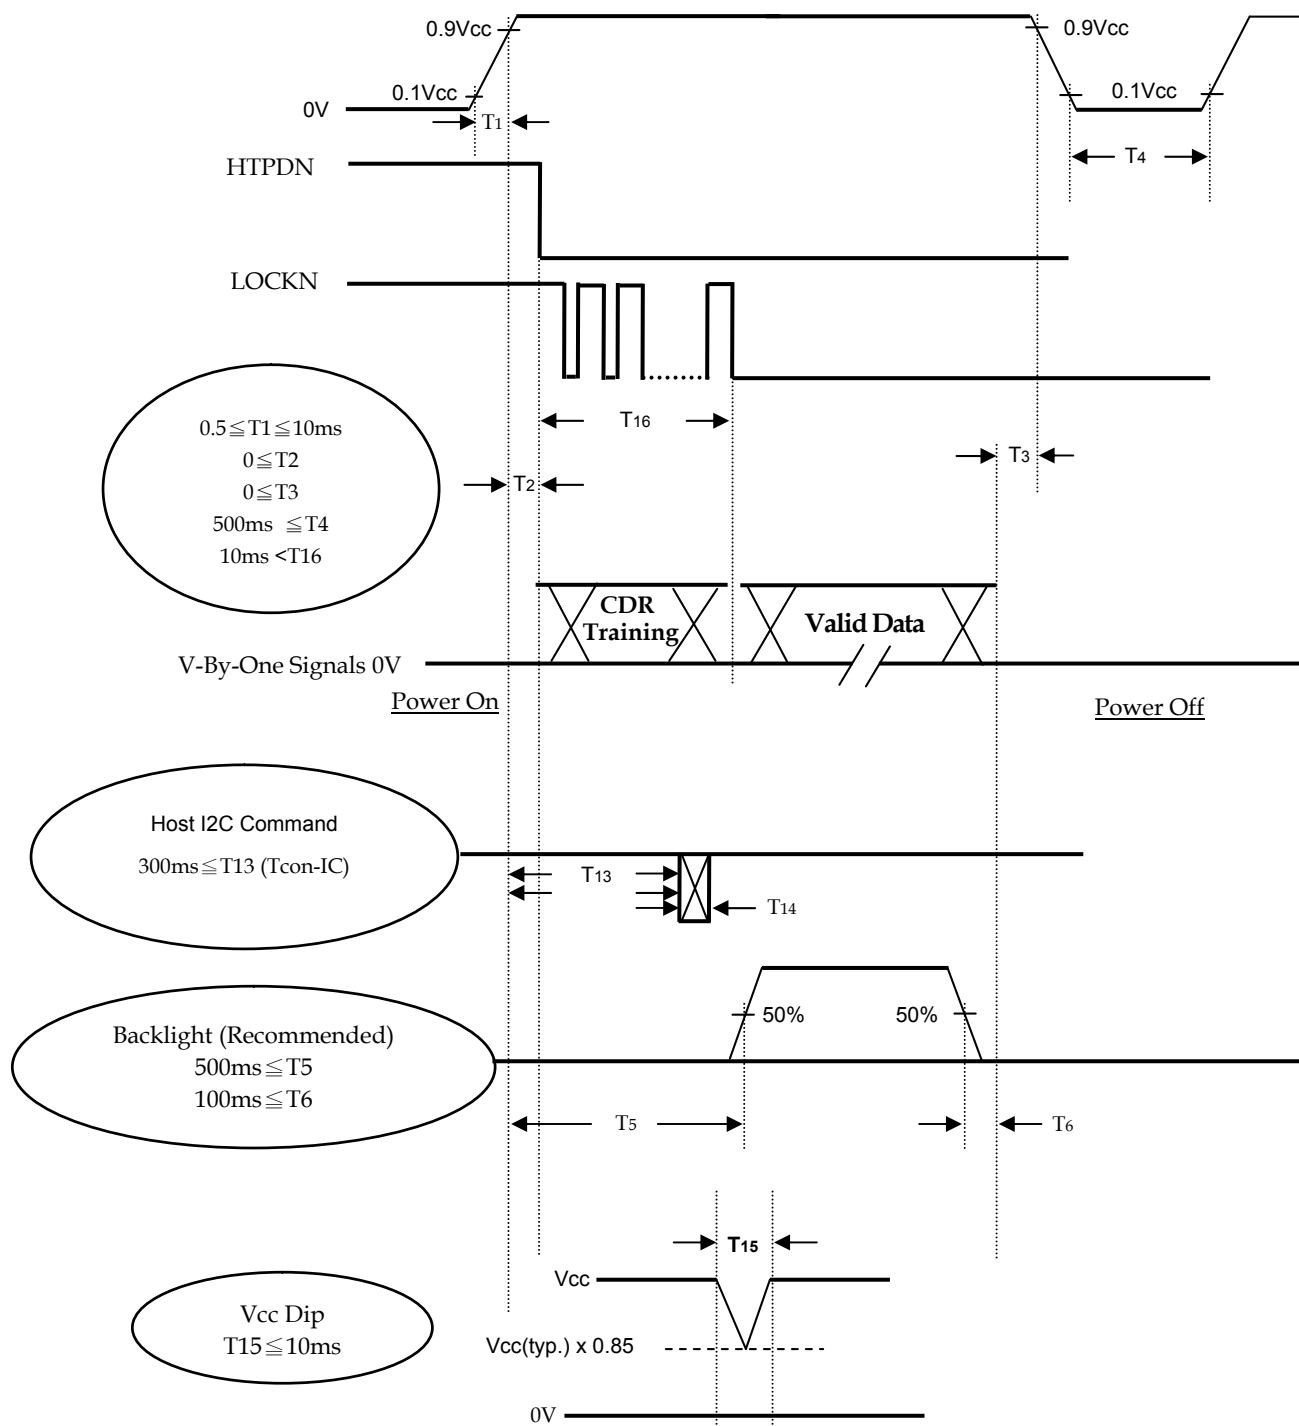 0.9Vcc
0.9Vcc
0.1Vcc
0.1Vcc
0V
T1
T4
HTPDN
LOCKN
T16
0.5≦T1≦10ms
0≦T2
0≦T3
500ms ≦T4
10ms <T16
T3
T2
CDR
Training
Valid Data
V-By-One Signals 0V
Power On
Power Off
Host I2C Command
300ms≦T13 (Tcon-IC)
T13
T14
50%
50%
Backlight (Recommended)
500ms≦T5
100ms≦T6
T5
T6
T15
Vcc
Vcc Dip
T15≦10ms
Vcc(typ.) x 0.85
0V